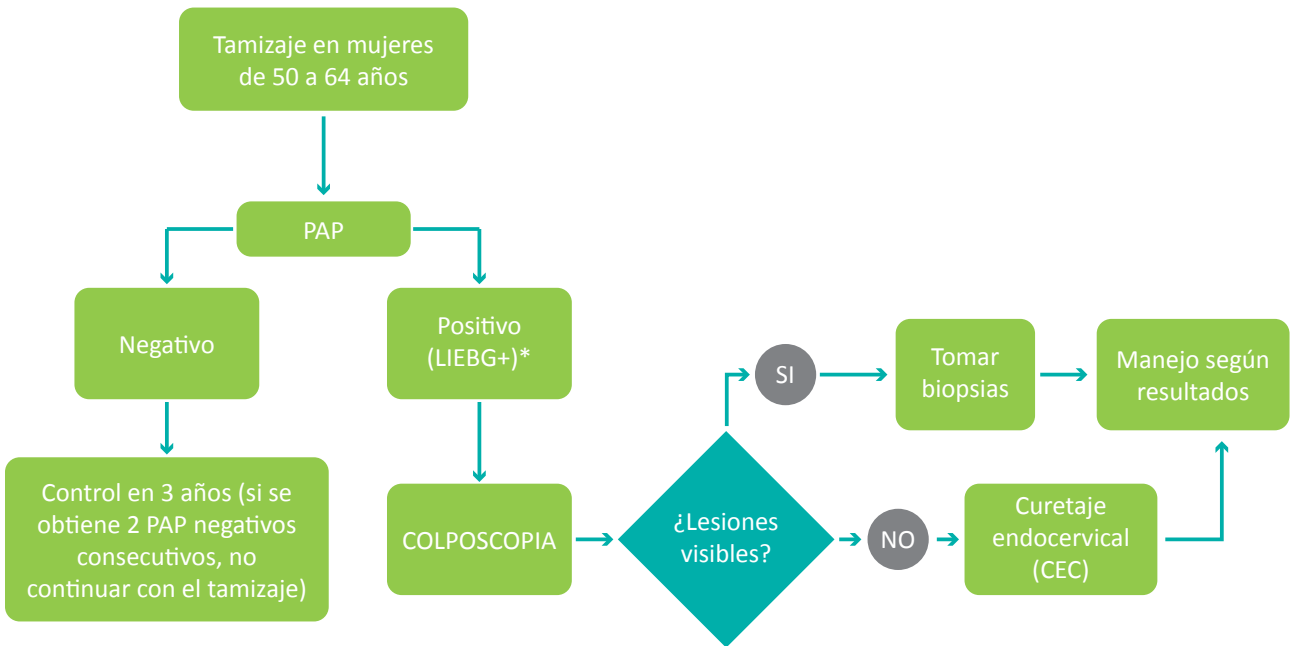 Tamizaje en mujeres
de 50 a 64 años
PAP
Negativo
Positivo
(LIEBG+)*
Control en 3 años (si se
obtiene 2 PAP negativos
consecutivos, no
continuar con el tamizaje)
COLPOSCOPIA
¿Lesiones
visibles?
SI
Tomar
biopsias
Manejo según
resultados
NO
Curetaje
endocervical
(CEC)